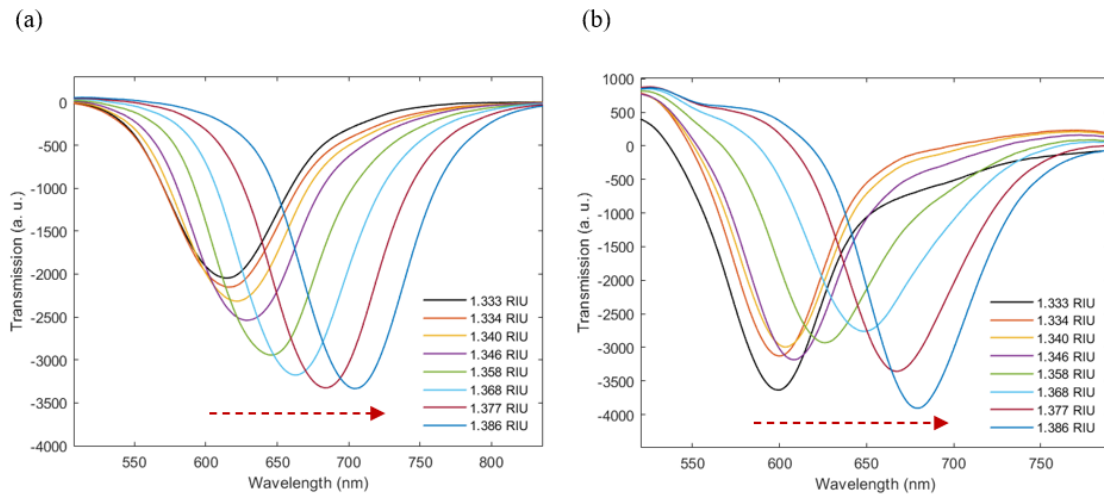 (a)
(b)
0
-500
-1000
-1500
-2000
-2500
-3000
-3500
-4000
Transmission (a. u.)
550
600
650
700
750
800
Wavelength (nm)
1.333 RIU
1.334 RIU
1.340 RIU
1.346 RIU
1.358 RIU
1.368 RIU
1.377 RIU
1.386 RIU
1000
500
0
-500
-1000
-1500
-2000
-2500
-3000
-3500
-4000
Transmission (a. u.)
550
600
650
700
750
Wavelength (nm)
1.333 RIU
1.334 RIU
1.340 RIU
1.346 RIU
1.358 RIU
1.368 RIU
1.377 RIU
1.386 RIU